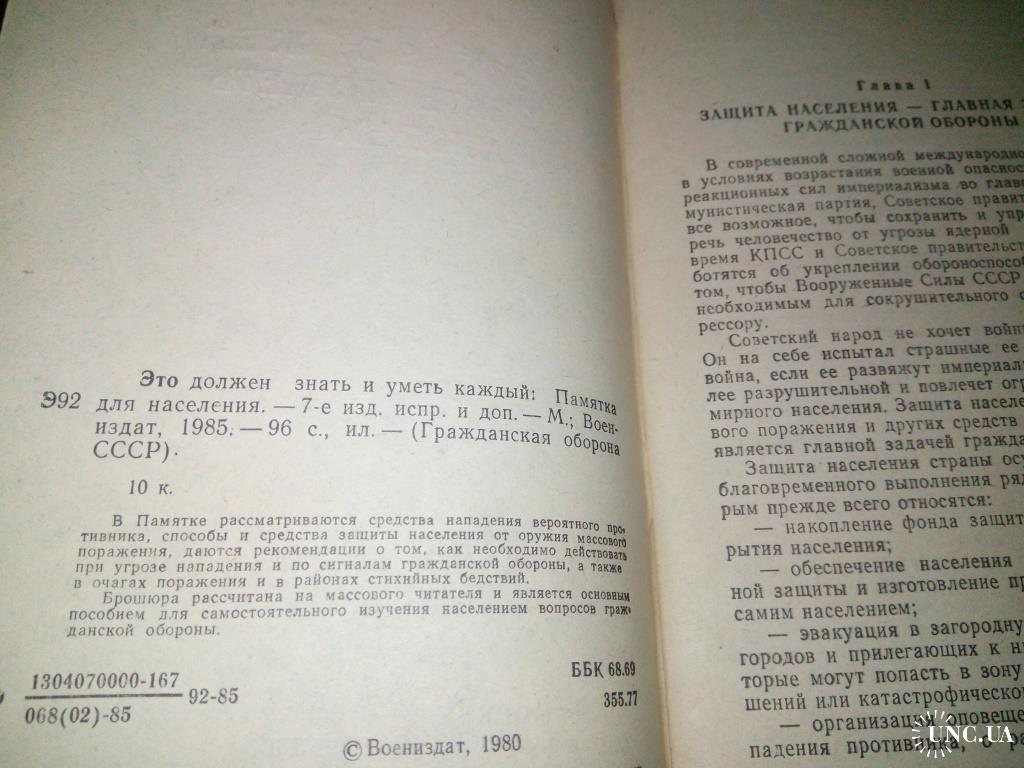 Э92
Это должен знать и уметь каждый: Памятка
для населения. — 7-е изд. испр. и доп. — М.; Воен-
издат, 1985. — 96 с., ил. — (Гражданская оборона
СССР).
10 к.
В Памятке рассматриваются средства нападения вероятного про-
тивника, способы и средства защиты населения от оружия массового
поражения, даются рекомендации о том, как необходимо действовать
при угрозе нападения и по сигналам гражданской обороны, а также
в очагах поражения и в районах стихийных бедствий.
Брошюра рассчитана на массового читателя и является основным
пособием для самостоятельного изучения населением вопросов граж-
данской обороны.
1304070000-167
068(02)-85
92-85
ББК 68.69
355.77
© Воениздат, 1980
Глава 1
ЗАЩИТА НАСЕЛЕНИЯ — ГЛАВНАЯ
ГРАЖДАНСКОЙ ОБОРОНЫ
В современной сложной международно
в условиях возрастания военной опаснос
реакционных сил империализма во главе
мунистическая партия, Советское правит
все возможное, чтобы сохранить и упр
речь человечество от угрозы ядерной
время КПСС и Советское правительст
ботятся об укреплении обороноспособ
том, чтобы Вооруженные Силы СССР
необходимым для сокрушительного о
рессору.
Советский народ не хочет войн
Он на себе испытал страшные ее
война, если ее развяжут империал
лее разрушительной и повлечет ог
мирного населения. Защита населе
вого поражения и других средств
является главной задачей гражда
Защита населения страны осу
благовременного выполнения ряд
рым прежде всего относятся:
— накопление фонда защит
рытия населения;
— обеспечение населения
ной защиты и изготовление пр
самим населением;
— эвакуация в загородну
городов и прилегающих к н
торые могут попасть в зону
шений или катастрофическо
— организация оповеще
падения противника, о ра
UNC.UA